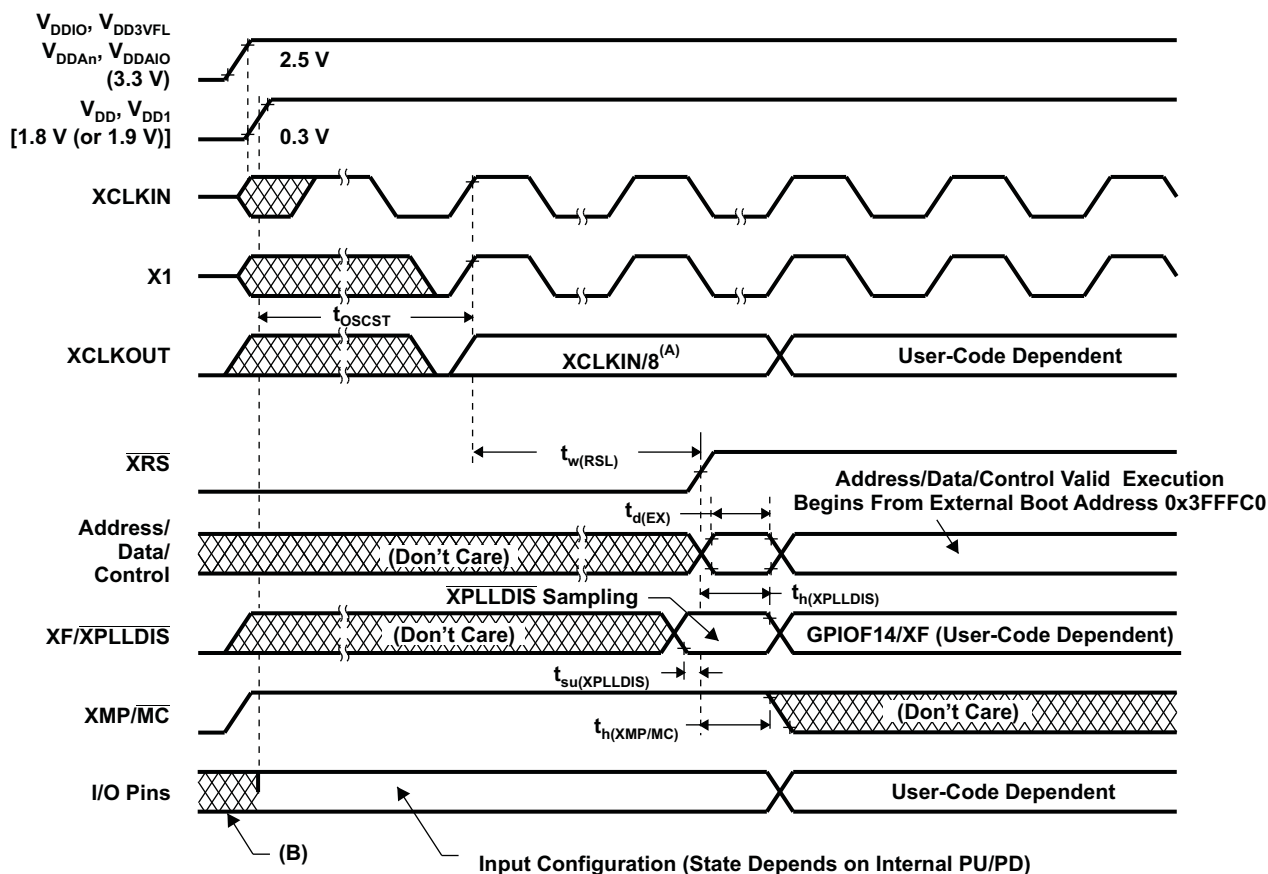 V_DDIO, V_DD3VFL
V_DDAn, V_DDAIO
(3.3 V)
2.5 V
V_DD, V_DD1
[1.8 V (or 1.9 V)]
0.3 V
XCLKIN
X1
t_OSCST
XCLKOUT
XCLKIN/8^(A)
User-Code Dependent
X̅R̅S̅
t_w(RSL)
Address/Data/Control Valid Execution
Begins From External Boot Address 0x3FFFC0
t_d(EX)
Address/
Data/
Control
(Don't Care)
t_h(XPLLDIS)
X̅P̅L̅L̅D̅I̅S̅ Sampling
XF/X̅P̅L̅L̅D̅I̅S̅
(Don't Care)
GPIOF14/XF (User-Code Dependent)
t_su(XPLLDIS)
XMP/M̅C̅
(Don't Care)
t_h(XMP/MC)
I/O Pins
User-Code Dependent
(B)
Input Configuration (State Depends on Internal PU/PD)